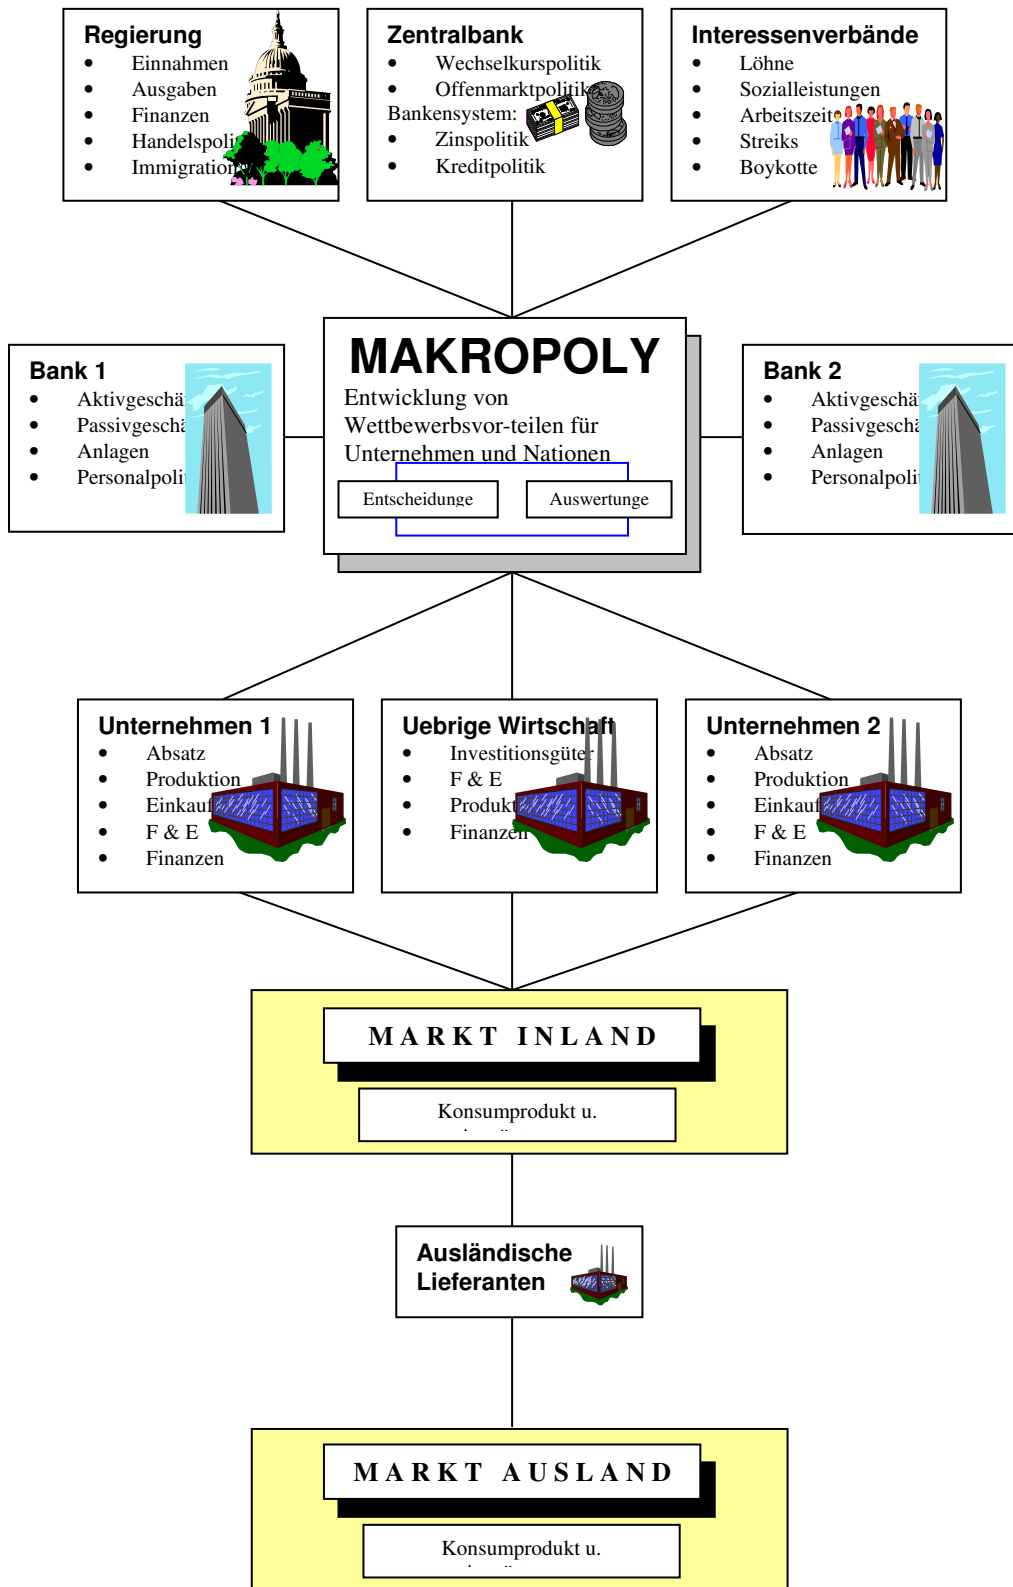 Regierung
• Einnahmen
• Ausgaben
• Finanzen
• Handelspoli
• Immigration
Zentralbank
• Wechselkurspolitik
• Offenmarktpolitik
Bankensystem:
• Zinspolitik
• Kreditpolitik
Interessenverbände
• Löhne
• Sozialleistungen
• Arbeitszeit
• Streiks
• Boykotte
Bank 1
• Aktivgeschä
• Passivgeschä
• Anlagen
• Personalpoli
MAKROPOLY
Entwicklung von
Wettbewerbsvor-teilen für
Unternehmen und Nationen
Entscheidunge
Auswertunge
Bank 2
• Aktivgeschä
• Passivgeschä
• Anlagen
• Personalpoli
Unternehmen 1
• Absatz
• Produktion
• Einkauf
• F & E
• Finanzen
Uebrige Wirtschaft
• Investitionsgüter
• F & E
• Produkt
• Finanzen
Unternehmen 2
• Absatz
• Produktion
• Einkauf
• F & E
• Finanzen
MARKT INLAND
Konsumprodukt u.
Ausländische
Lieferanten
MARKT AUSLAND
Konsumprodukt u.